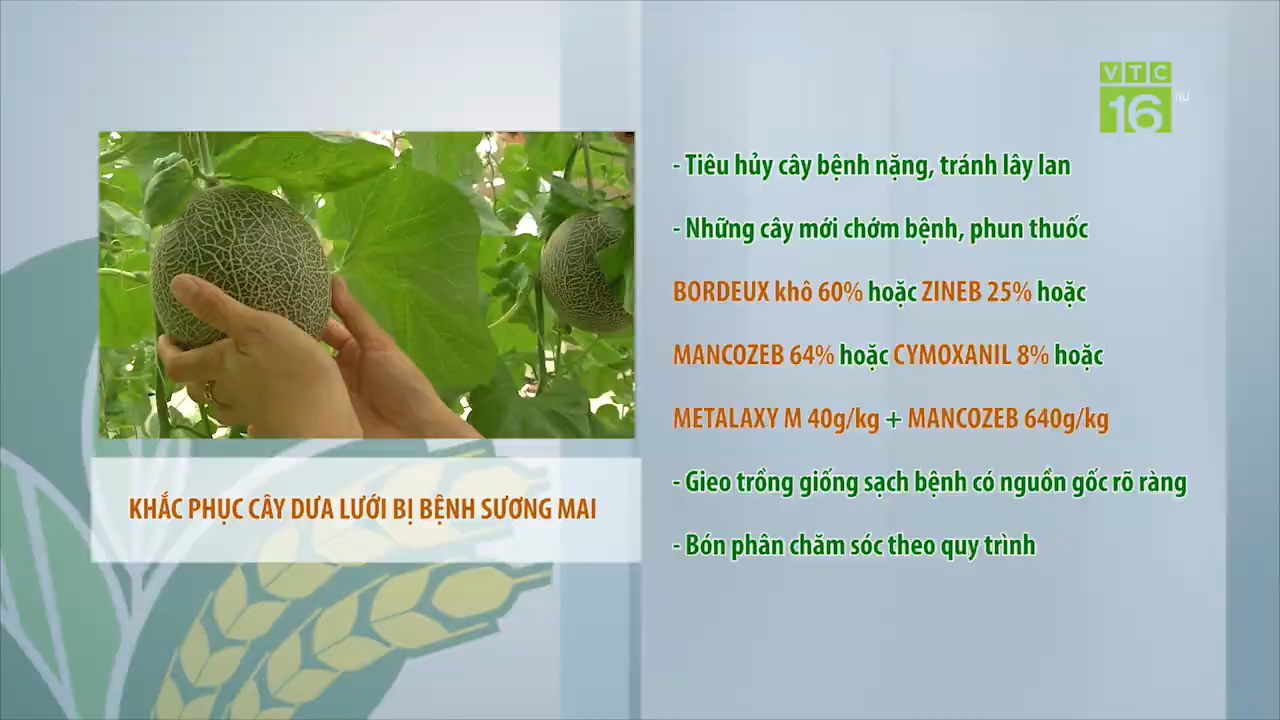 VTC
16
- Tiêu hủy cây bệnh nặng, tránh lây lan
- Những cây mới chớm bệnh, phun thuốc
BORDEUX khô 60% hoặc ZINEB 25% hoặc
MANCOZEB 64% hoặc CYMOXANIL 8% hoặc
METALAXY M 40g/kg + MANCOZEB 640g/kg
- Gieo trồng giống sạch bệnh có nguồn gốc rõ ràng
- Bón phân chăm sóc theo quy trình
KHẮC PHỤC CÂY DƯA LƯỚI BỊ BỆNH SƯƠNG MAI